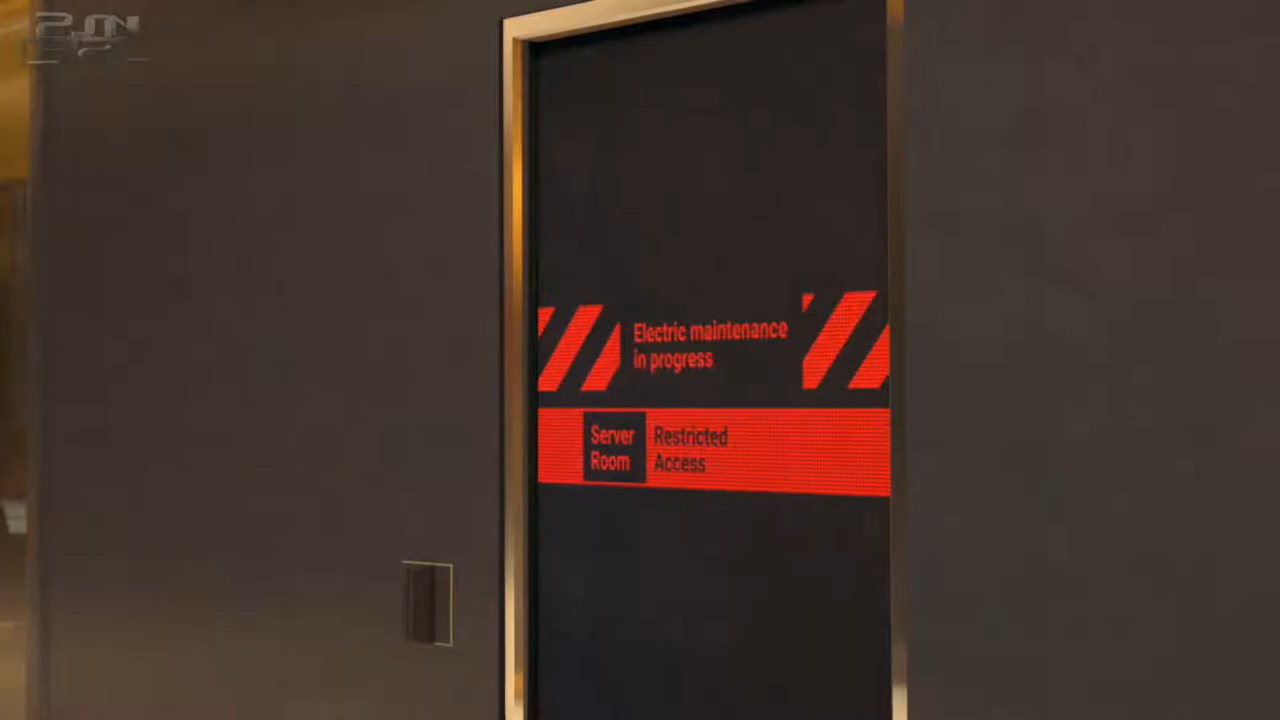 Electric maintenance
in progress
Server
Room
Restricted
Access